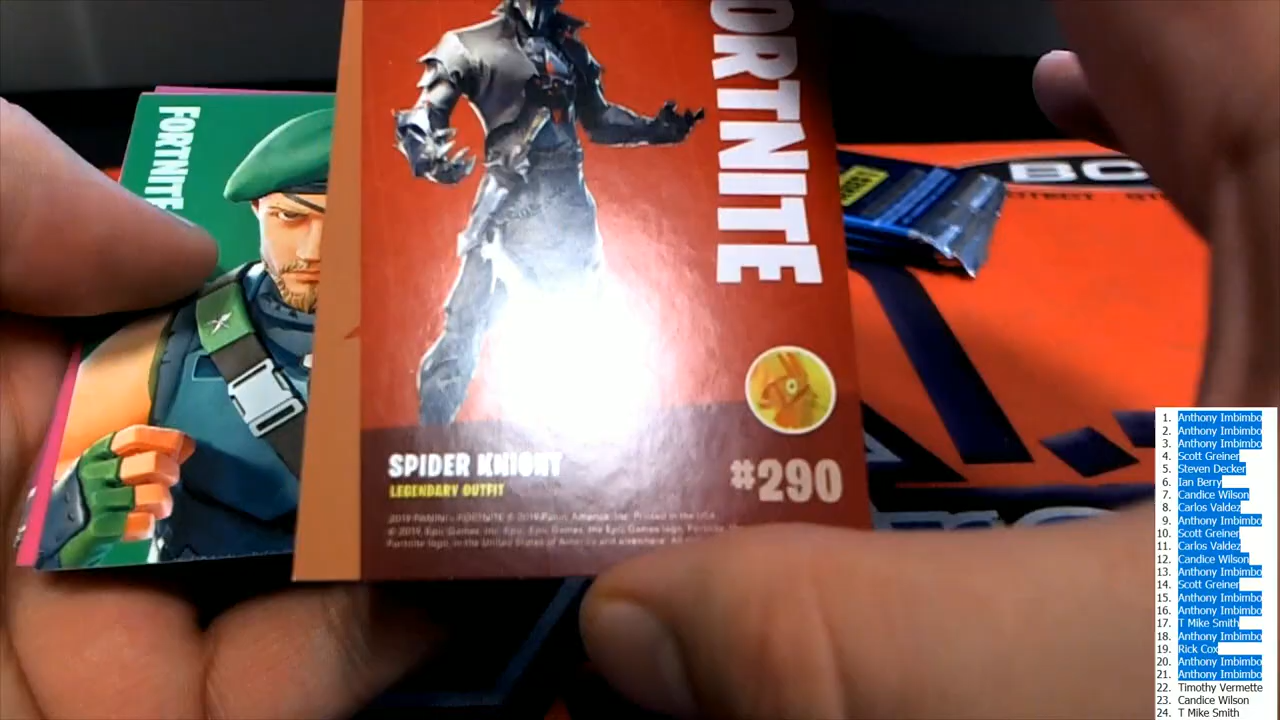 FORTNITE
ORTNITE
BC
SPIDER KNIGHT
LEGENDARY OUTFIT
#290
1. Anthony Imbimbo
2. Anthony Imbimbo
3. Anthony Imbimbo
4. Scott Greiner
5. Steven Decker
6. Ian Berry
7. Candice Wilson
8. Carlos Valdez
9. Anthony Imbimbo
10. Scott Greiner
11. Carlos Valdez
12. Candice Wilson
13. Anthony Imbimbo
14. Scott Greiner
15. Anthony Imbimbo
16. Anthony Imbimbo
17. T Mike Smith
18. Anthony Imbimbo
19. Rick Cox
20. Anthony Imbimbo
21. Anthony Imbimbo
22. Timothy Vermette
23. Candice Wilson
24. T Mike Smith